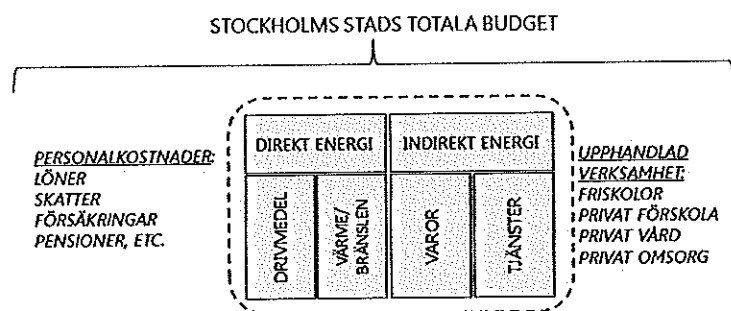 STOCKHOLMS STADS TOTALA BUDGET
PERSONALKOSTNADER:
LÖNER
SKATTER
FÖRSÄKRINGAR
PENSIONER, ETC.
DIREKT ENERGI
INDIREKT ENERGI
DRIVMEDEL
VÄRME/
BRÄNSLEN
VAROR
TJÄNSTER
UPPHANDLAD
VERKSAMHET:
FRISKOLOR
PRIVAT FÖRSKOLA
PRIVAT VÅRD
PRIVAT OMSORG